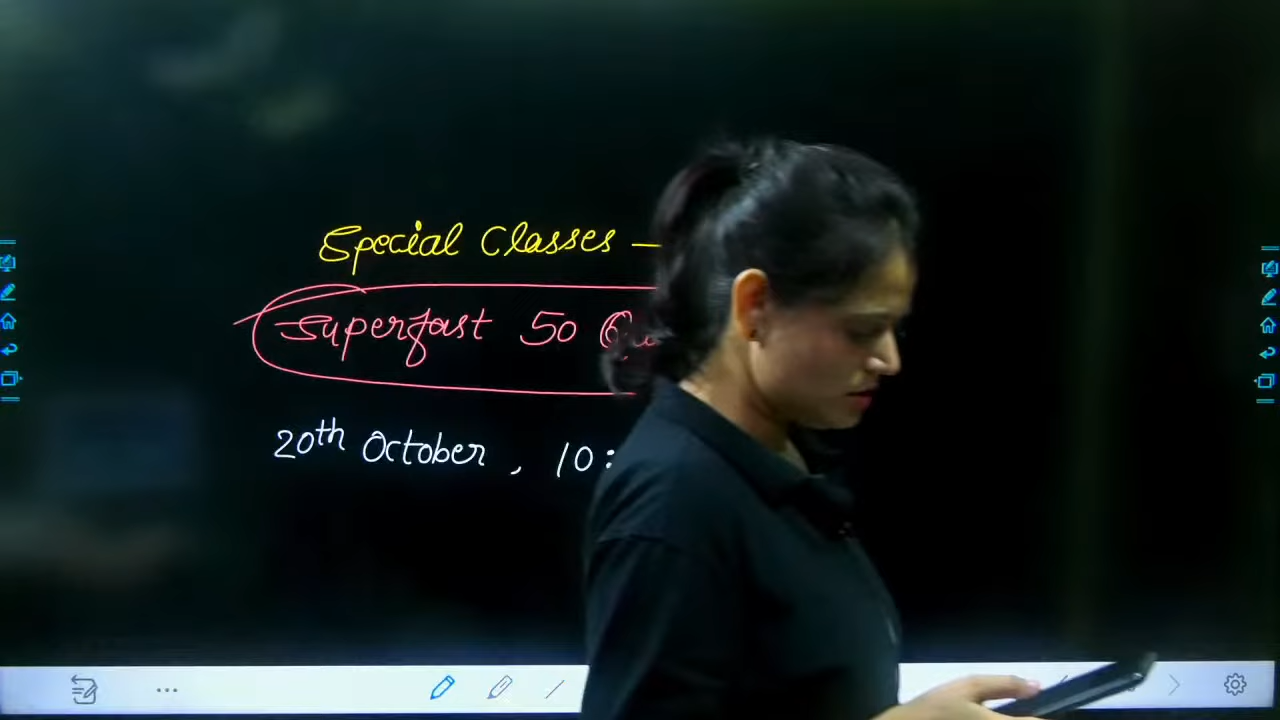 Special Classes —
Superfast 50
20th October , 10: